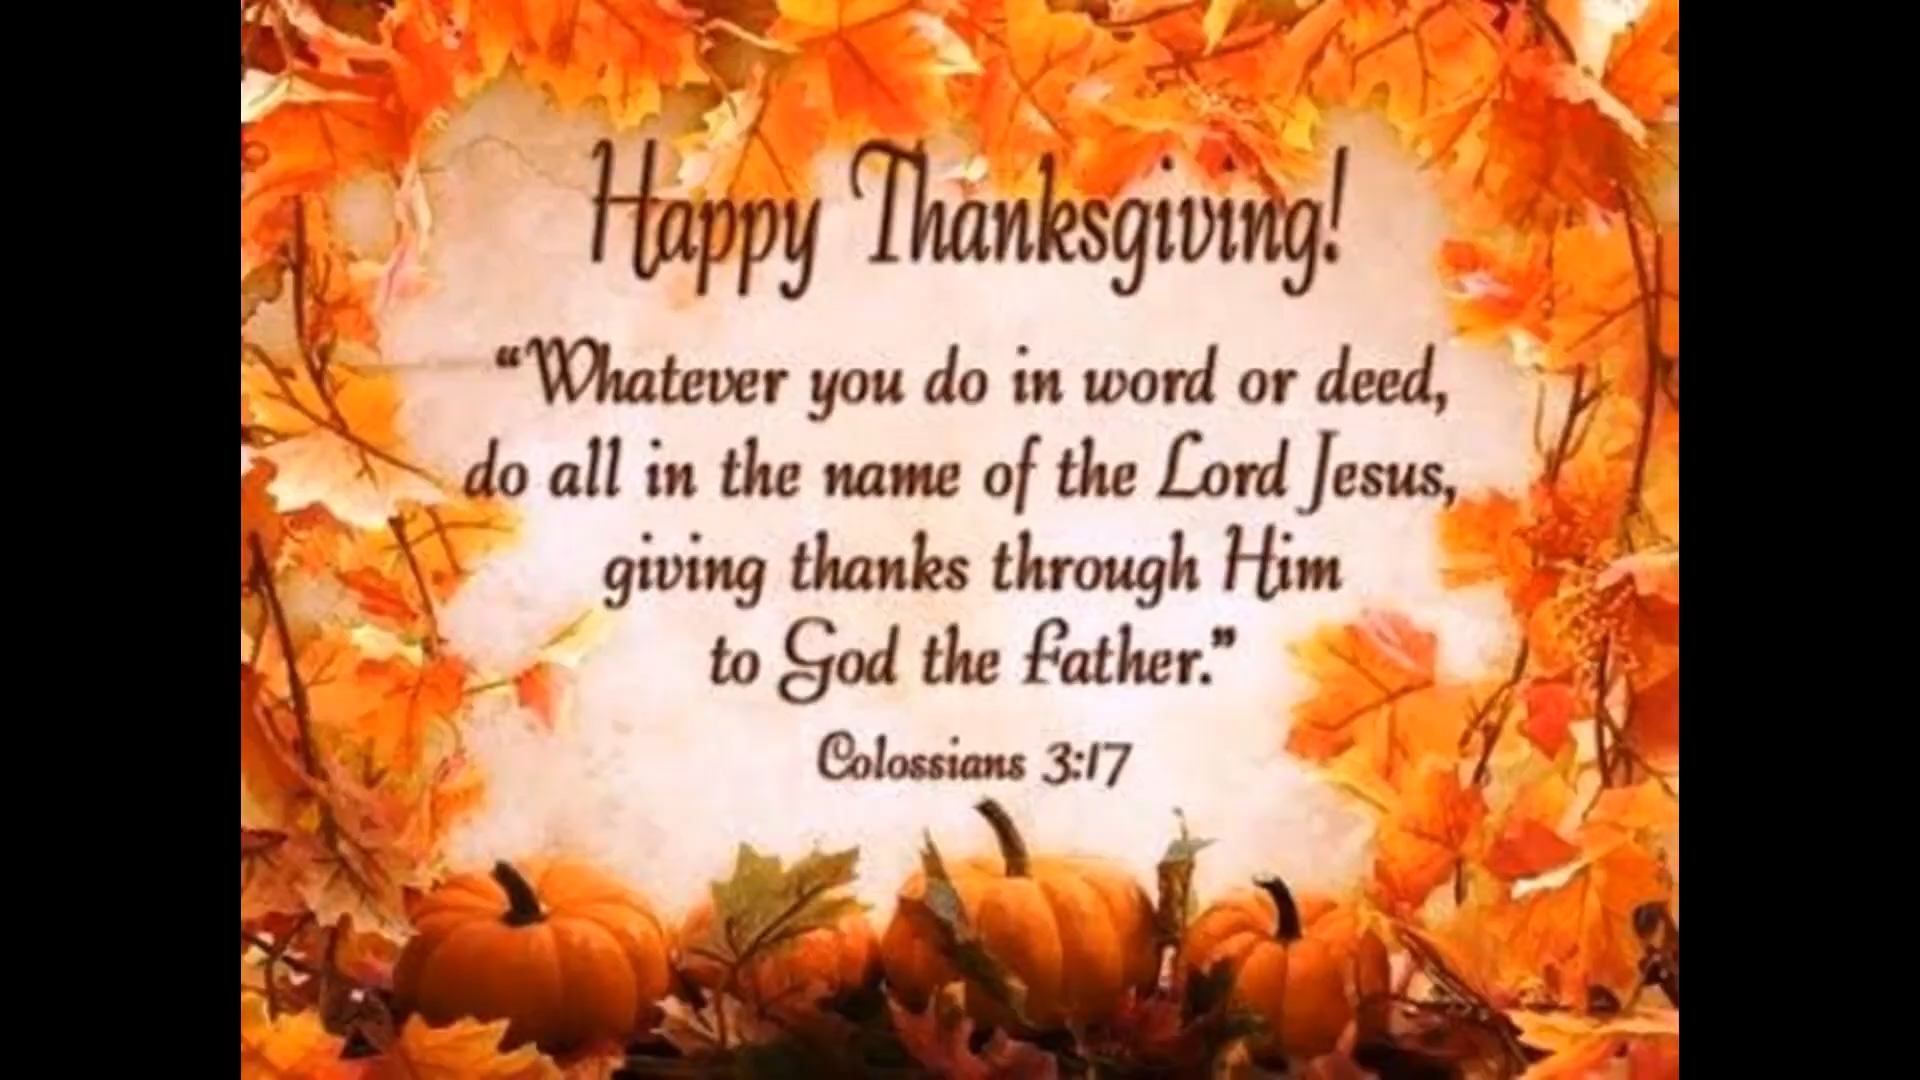 Happy Thanksgiving!
“Whatever you do in word or deed,
do all in the name of the Lord Jesus,
giving thanks through Him
to God the Father.”
Colossians 3:17